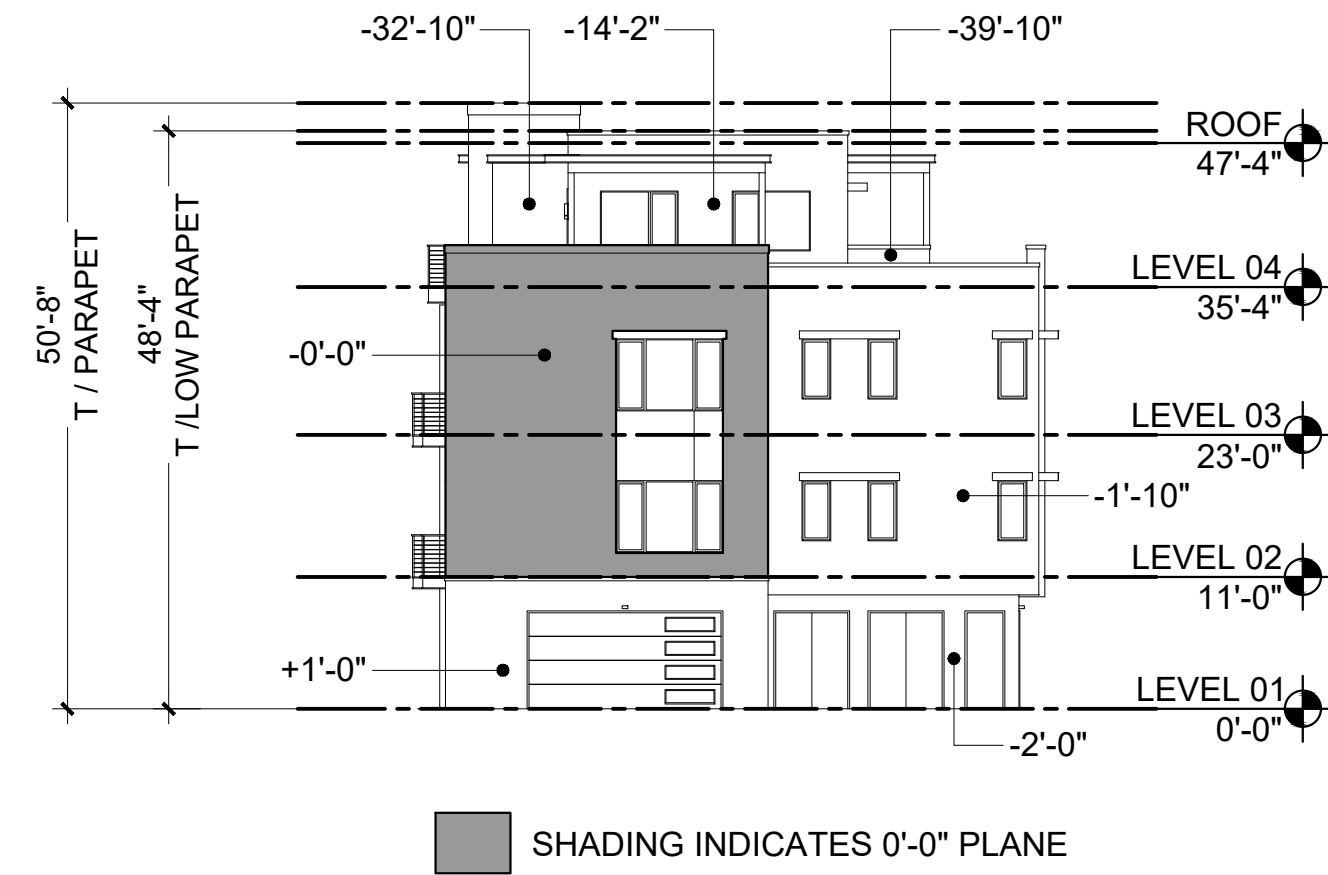 -32'-10"
-14'-2"
-39'-10"
ROOF
47'-4"
50'-8"
T / PARAPET
48'-4"
T /LOW PARAPET
LEVEL 04
35'-4"
-0'-0"
LEVEL 03
23'-0"
-1'-10"
LEVEL 02
11'-0"
+1'-0"
LEVEL 01
0'-0"
-2'-0"
SHADING INDICATES 0'-0" PLANE